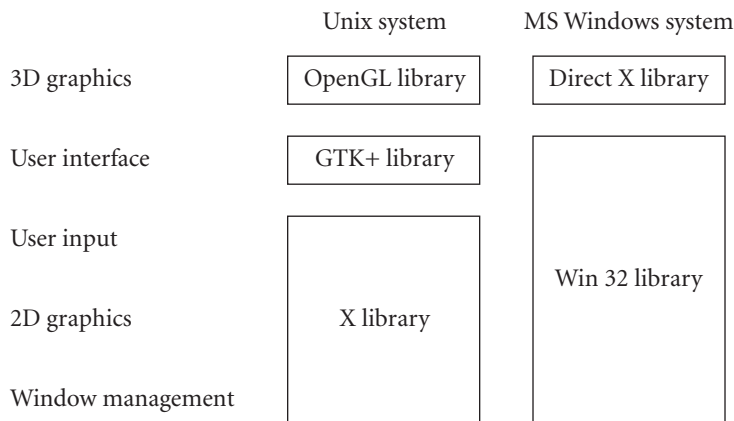 Unix system MS Windows system
3D graphics OpenGL library Direct X library
User interface GTK+ library
User input
Win 32 library
2D graphics X library
Window management